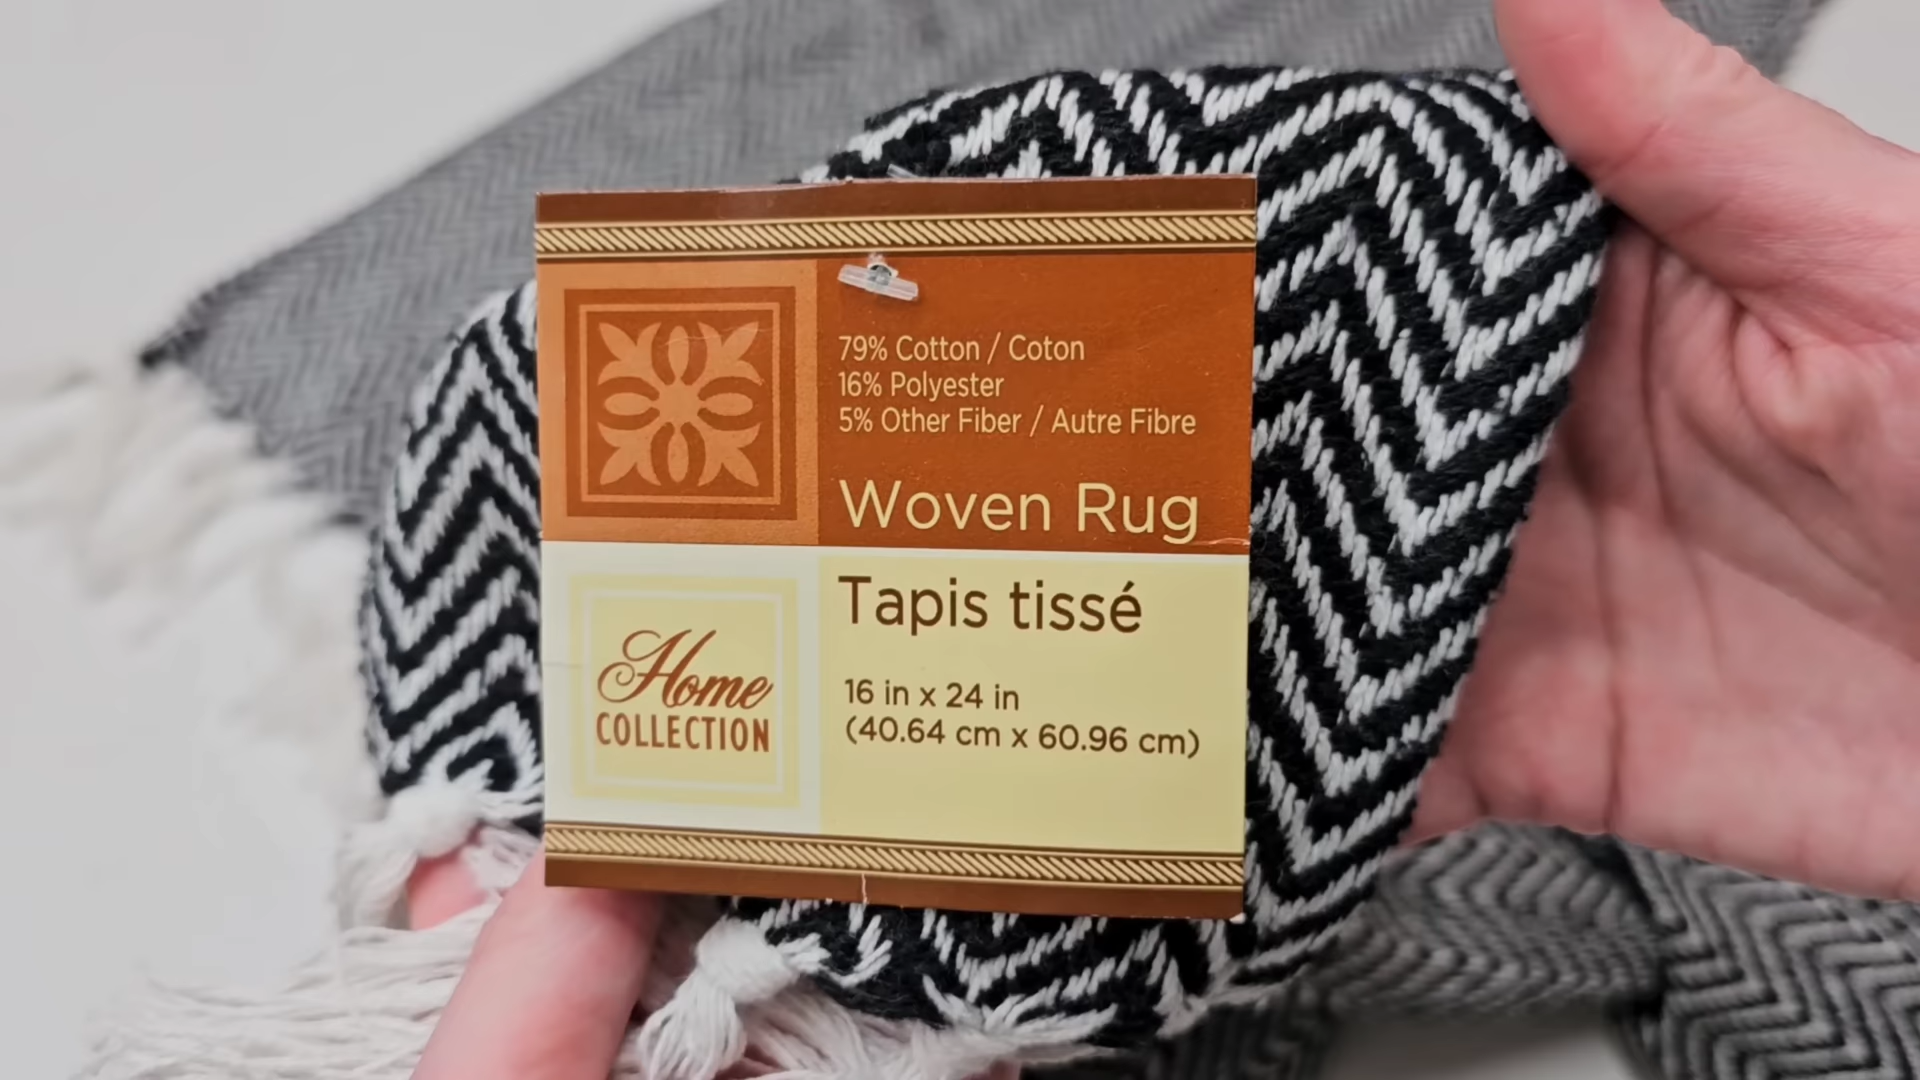 79% Cotton / Coton
16% Polyester
5% Other Fiber / Autre Fibre
Woven Rug
Tapis tissé
Home
COLLECTION
16 in x 24 in
(40.64 cm x 60.96 cm)